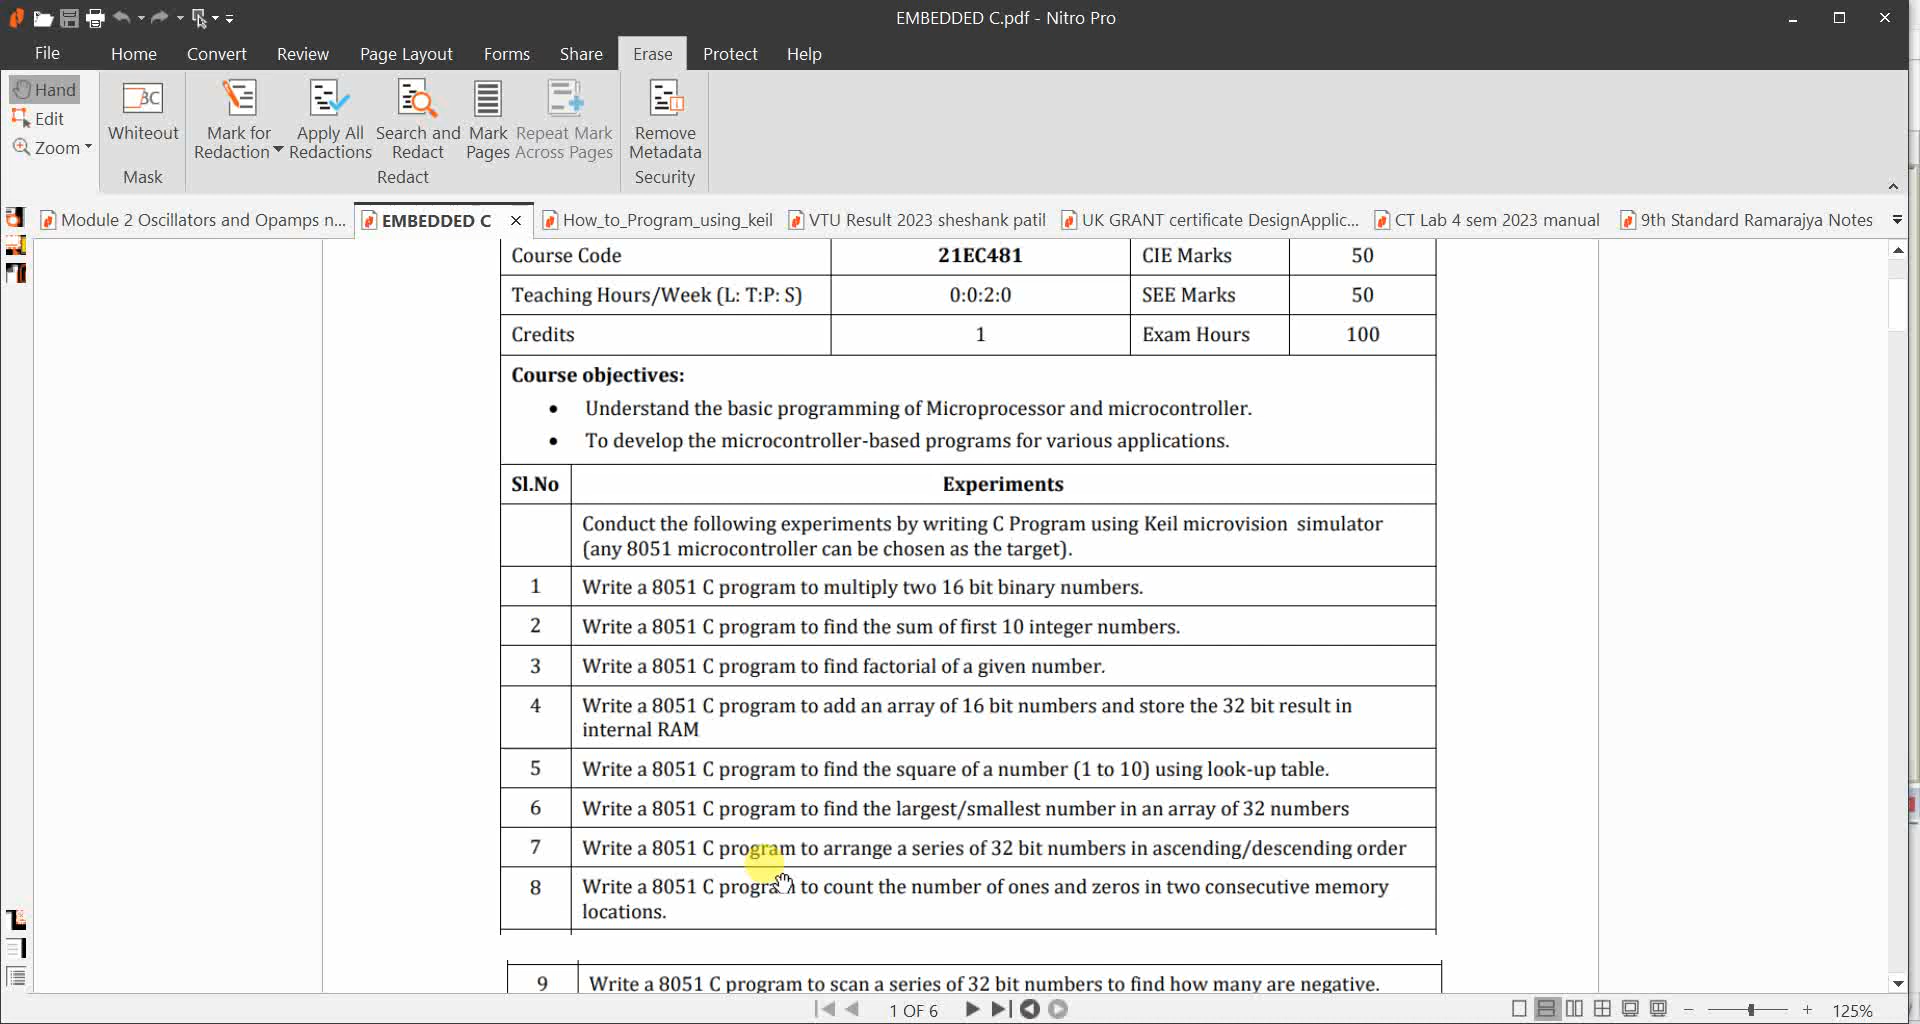 EMBEDDED C.pdf - Nitro Pro
File Home Convert Review Page Layout Forms Share Erase Protect Help
Hand
Edit
Zoom
Whiteout
Mask
Mark for Redaction
Apply All Redactions
Search and Redact
Mark Pages
Repeat Mark Across Pages
Redact
Remove Metadata
Security
Module 2 Oscillators and Opamps n... EMBEDDED C How_to_Program_using_keil VTU Result 2023 sheshank patil UK GRANT certificate DesignApplic... CT Lab 4 sem 2023 manual 9th Standard Ramarajya Notes
Course Code 21EC481 CIE Marks 50
Teaching Hours/Week (L: T:P: S) 0:0:2:0 SEE Marks 50
Credits 1 Exam Hours 100
Course objectives:
• Understand the basic programming of Microprocessor and microcontroller.
• To develop the microcontroller-based programs for various applications.
Sl.No Experiments
Conduct the following experiments by writing C Program using Keil microvision simulator
(any 8051 microcontroller can be chosen as the target).
1 Write a 8051 C program to multiply two 16 bit binary numbers.
2 Write a 8051 C program to find the sum of first 10 integer numbers.
3 Write a 8051 C program to find factorial of a given number.
4 Write a 8051 C program to add an array of 16 bit numbers and store the 32 bit result in
internal RAM
5 Write a 8051 C program to find the square of a number (1 to 10) using look-up table.
6 Write a 8051 C program to find the largest/smallest number in an array of 32 numbers
7 Write a 8051 C program to arrange a series of 32 bit numbers in ascending/descending order
8 Write a 8051 C program to count the number of ones and zeros in two consecutive memory
locations.
9 Write a 8051 C program to scan a series of 32 bit numbers to find how many are negative.
1 OF 6
125%